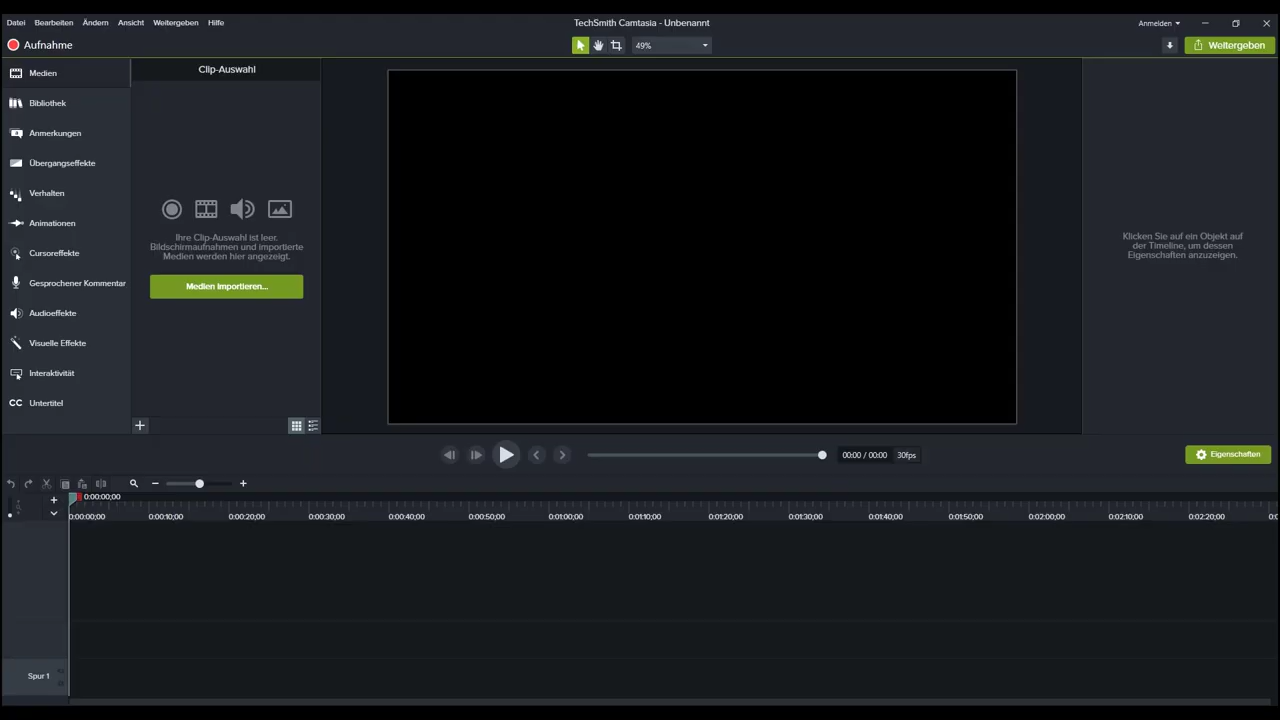 Datei Bearbeiten Ändern Ansicht Weitergeben Hilfe
TechSmith Camtasia - Unbenannt
Anmelden
Aufnahme
49%
Weitergeben
Medien
Bibliothek
Anmerkungen
Übergangseffekte
Verhalten
Animationen
Cursoreffekte
Gesprochener Kommentar
Audioeffekte
Visuelle Effekte
Interaktivität
CC Untertitel
Clip-Auswahl
Ihre Clip-Auswahl ist leer.
Bildschirmaufnahmen und importierte
Medien werden hier angezeigt.
Medien Importieren...
Klicken Sie auf ein Objekt auf
der Timeline, um dessen
Eigenschaften anzuzeigen.
00:00 / 00:00 30fps
Eigenschaften
0:00:00;00
0:00:00;00 0:00:10;00 0:00:20;00 0:00:30;00 0:00:40;00 0:00:50;00 0:01:00;00 0:01:10;00 0:01:20;00 0:01:30;00 0:01:40;00 0:01:50;00 0:02:00;00 0:02:10;00 0:02:20;00
Spur 1